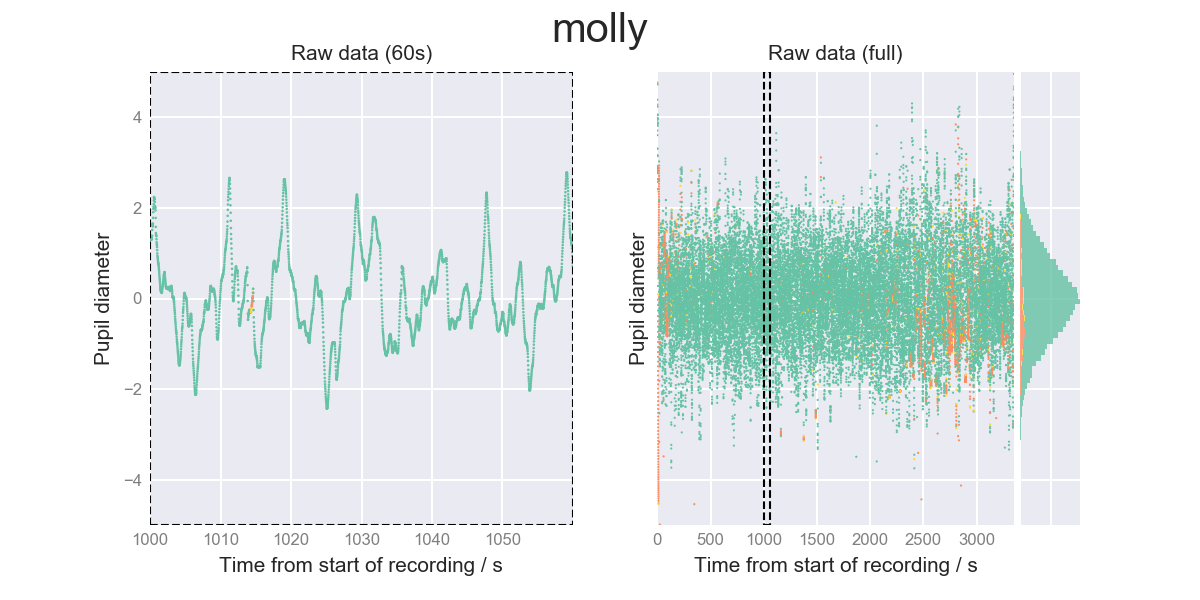 molly
Raw data (60s)
Raw data (full)
Pupil diameter
4
2
0
−2
−4
1000 1010 1020 1030 1040 1050
Time from start of recording / s
Pupil diameter
0 500 1000 1500 2000 2500 3000
Time from start of recording / s